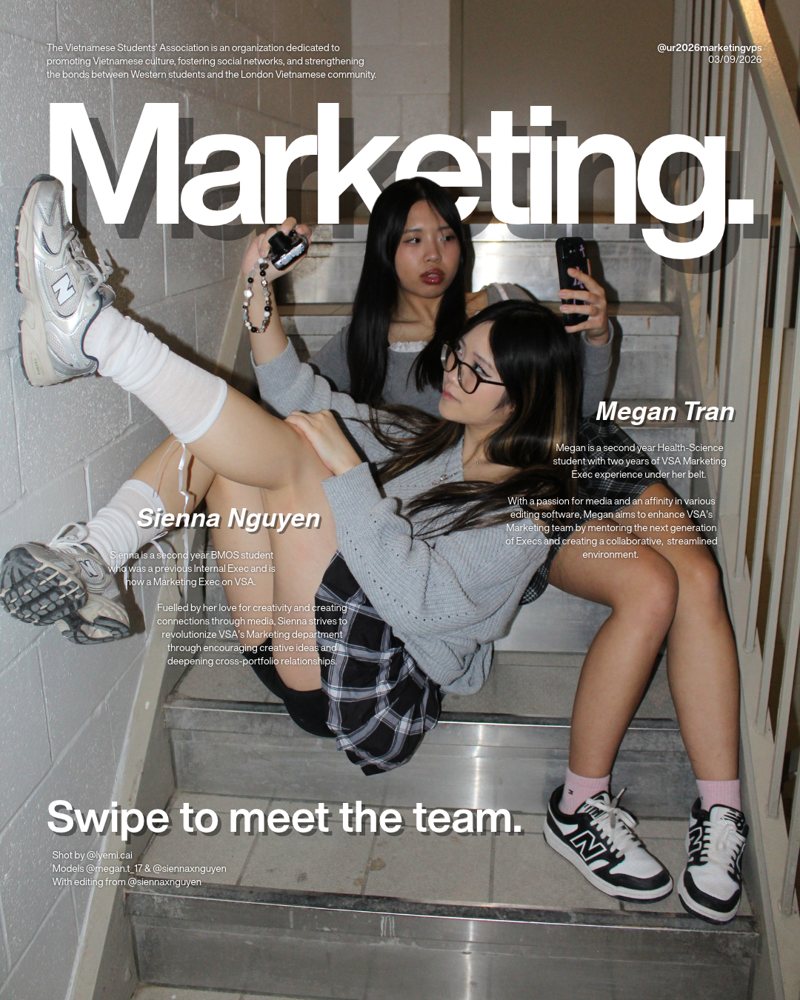 The Vietnamese Students' Association is an organization dedicated to
promoting Vietnamese culture, fostering social networks, and strengthening
the bonds between Western students and the London Vietnamese community.
@ur2026marketingvps
03/09/2026
Marketing.
Megan Tran
Megan is a second year Health-Science
student with two years of VSA Marketing
Exec experience under her belt.
With a passion for media and an affinity in various
editing software, Megan aims to enhance VSA's
Marketing team by mentoring the next generation
of Execs and creating a collaborative, streamlined
environment.
Sienna Nguyen
Sienna is a second year BMOS student
who was a previous Internal Exec and is
now a Marketing Exec on VSA.
Fuelled by her love for creativity and creating
connections through media, Sienna strives to
revolutionize VSA's Marketing department
through encouraging creative ideas and
deepening cross-portfolio relationships.
Swipe to meet the team.
Shot by @lyemi.cai
Models @megan.t_17 & @siennaxnguyen
With editing from @siennaxnguyen
N
N
N